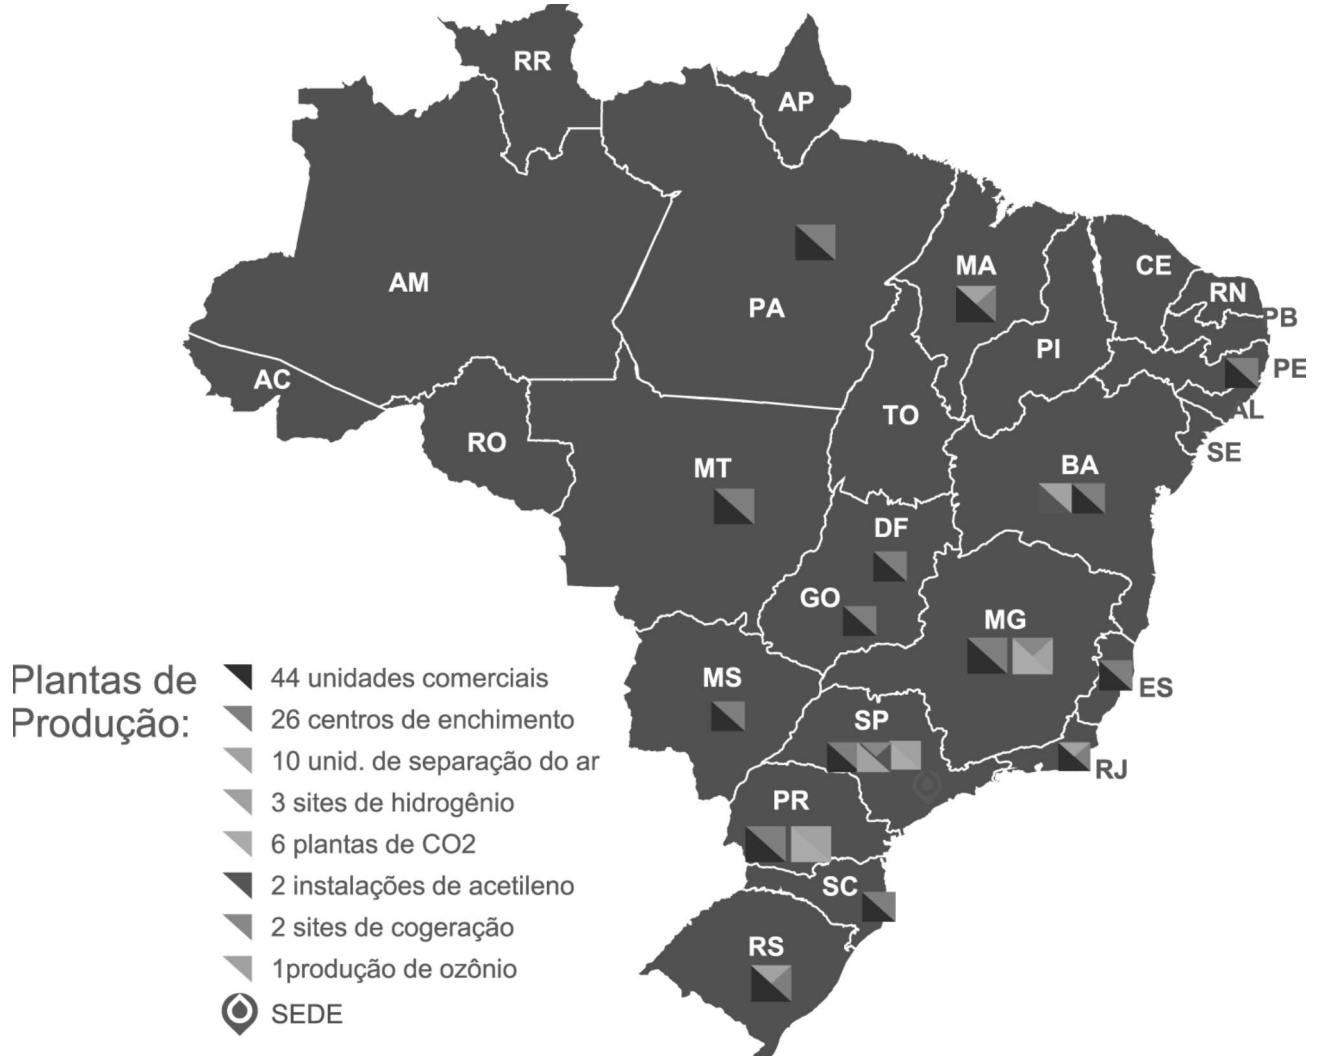 RR
AP
AM
PA
MA
CE
RN
PB
PI
PE
AC
TO
AL
RO
MT
BA
SE
DF
GO
MG
MS
ES
SP
RJ
PR
SC
RS
Plantas de
Produção:
44 unidades comerciais
26 centros de enchimento
10 unid. de separação do ar
3 sites de hidrogênio
6 plantas de CO2
2 instalações de acetileno
2 sites de cogeração
1produção de ozônio
SEDE